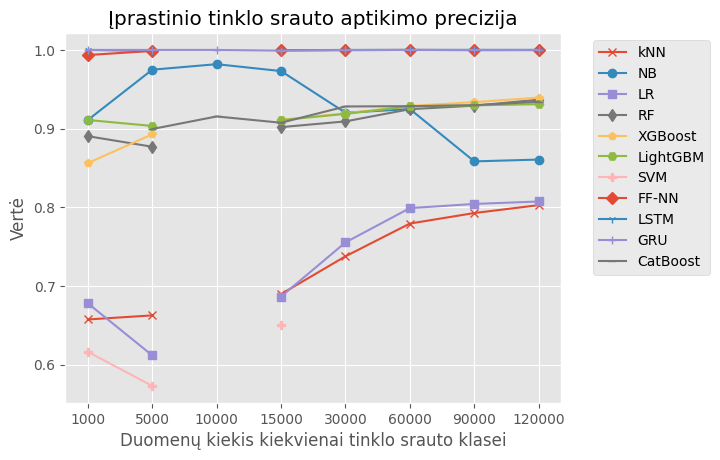 Įprastinio tinklo srauto aptikimo precizija
Vertė
1.0
0.9
0.8
0.7
0.6
1000 5000 10000 15000 30000 60000 90000 120000
Duomenų kiekis kiekvienai tinklo srauto klasei
kNN
NB
LR
RF
XGBoost
LightGBM
SVM
FF-NN
LSTM
GRU
CatBoost